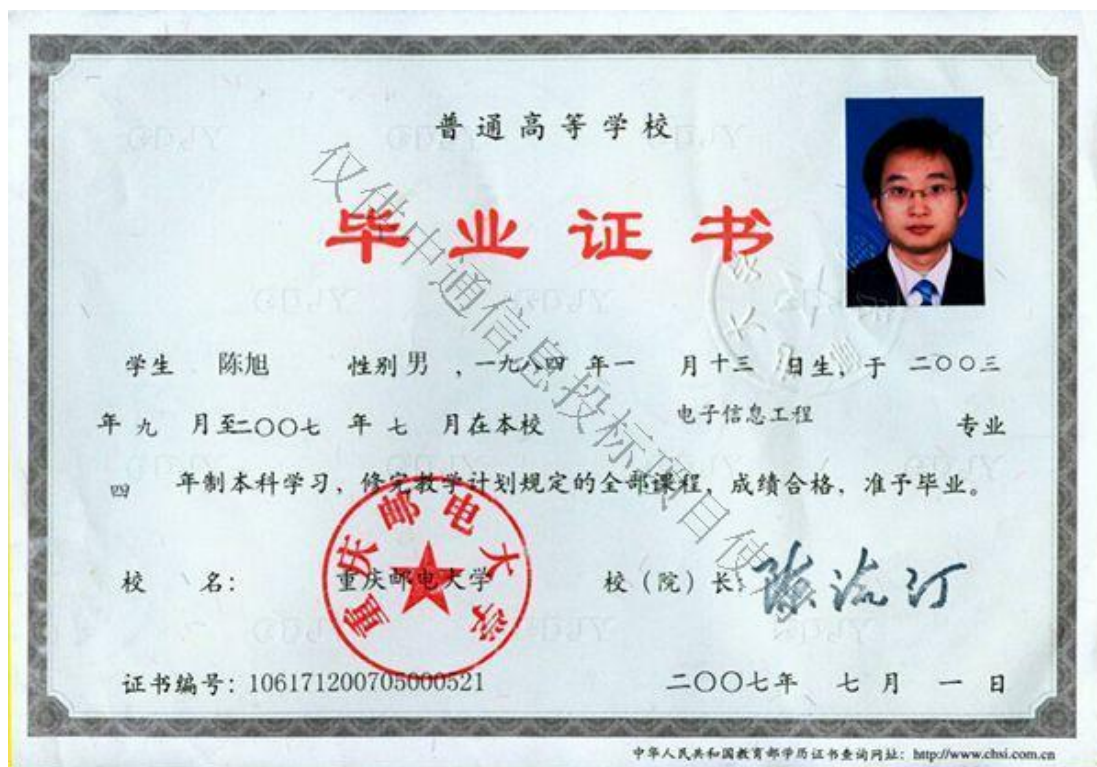 普通高等学校
毕业证书
学生 陈旭 性别 男 ，一九八四 年 一 月 十三 日生，于 二〇〇三
年 九 月至 二〇〇七 年 七 月在本校 电子信息工程 专业
四 年制本科学习，修完教学计划规定的全部课程，成绩合格，准予毕业。
校 名： 重庆邮电大学 校（院）长： 陈流汀
重庆邮电大学
证书编号：106171200705000521 二〇〇七年 七 月 一 日
中华人民共和国教育部学历证书查询网址：http://www.chsi.com.cn
仅供中通信息投标项目使